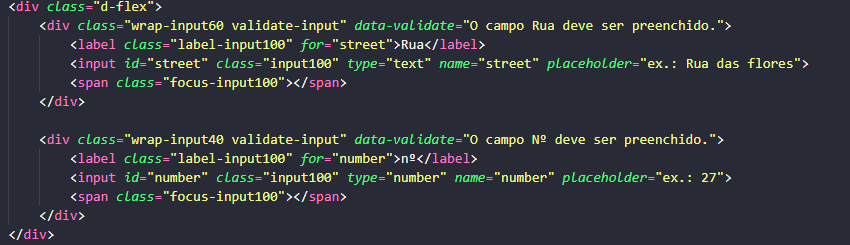 <div class="d-flex">
<div class="wrap-input60 validate-input" data-validate="O campo Rua deve ser preenchido.">
<label class="label-input100" for="street">Rua</label>
<input id="street" class="input100" type="text" name="street" placeholder="ex.: Rua das flores">
<span class="focus-input100"></span>
</div>
<div class="wrap-input40 validate-input" data-validate="O campo Nº deve ser preenchido.">
<label class="label-input100" for="number">nº</label>
<input id="number" class="input100" type="number" name="number" placeholder="ex.: 27">
<span class="focus-input100"></span>
</div>
</div>